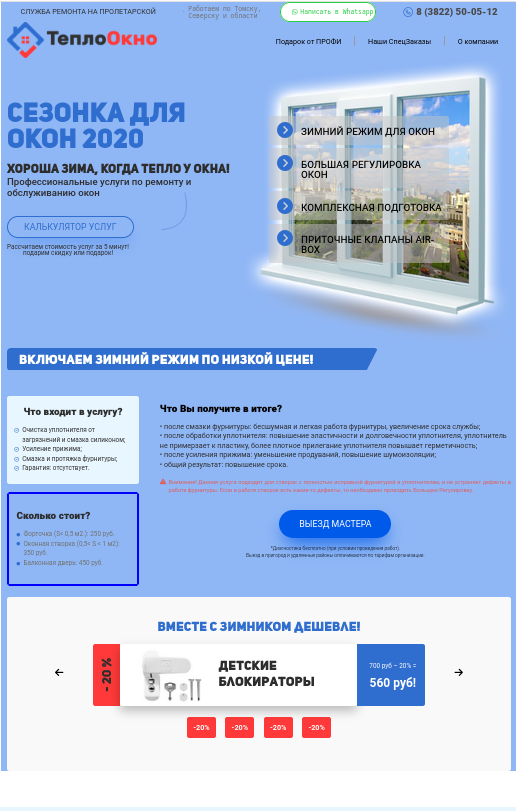 СЛУЖБА РЕМОНТА НА ПРОЛЕТАРСКОЙ
Работаем по Томску,
Северску и области
Написать в Whatsapp
8 (3822) 50-05-12
ТеплоОкно
Подарок от ПРОФИ
Наши СпецЗаказы
О компании
СЕЗОНКА ДЛЯ
ОКОН 2020
ХОРОША ЗИМА, КОГДА ТЕПЛО У ОКНА!
Профессиональные услуги по ремонту и
обслуживанию окон
КАЛЬКУЛЯТОР УСЛУГ
Рассчитаем стоимость услуг за 5 минут!
подарим скидку или подарок!
ЗИМНИЙ РЕЖИМ ДЛЯ ОКОН
БОЛЬШАЯ РЕГУЛИРОВКА
ОКОН
КОМПЛЕКСНАЯ ПОДГОТОВКА
ПРИТОЧНЫЕ КЛАПАНЫ AIR-
BOX
ВКЛЮЧАЕМ ЗИМНИЙ РЕЖИМ ПО НИЗКОЙ ЦЕНЕ!
Что входит в услугу?
Очистка уплотнителя от
загрязнений и смазка силиконом;
Усиление прижима;
Смазка и протяжка фурнитуры;
Гарантия: отсутствует.
Сколько стоит?
Форточка (S< 0,5 м2.): 250 руб.
Оконная створка (0,5< S < 1 м2):
350 руб.
Балконная дверь: 450 руб.
Что Вы получите в итоге?
• после смазки фурнитуры: бесшумная и легкая работа фурнитуры, увеличение срока службы;
• после обработки уплотнителя: повышение эластичности и долговечности уплотнителя, уплотнитель
не примерзает к пластику, более плотное прилегание уплотнителя повышает герметичность;
• после усиления прижима: уменьшение продуваний, повышение шумоизоляции;
• общий результат: повышение срока.
Внимание! Данная услуга подходит для створок с полностью исправной фурнитурой и уплотнителем, и не устраняет дефекты в
работе фурнитуры. Если в работе створок есть какие-то дефекты, то необходимо проводить Большую Регулировку.
ВЫЕЗД МАСТЕРА
*Диагностика бесплатно (при условии проведения работ).
Выезд в пригород и удаленные районы оплачиваются по тарифам организации
ВМЕСТЕ С ЗИМНИКОМ ДЕШЕВЛЕ!
- 20 %
ДЕТСКИЕ
БЛОКИРАТОРЫ
700 руб – 20% =
560 руб!
-20%
-20%
-20%
-20%